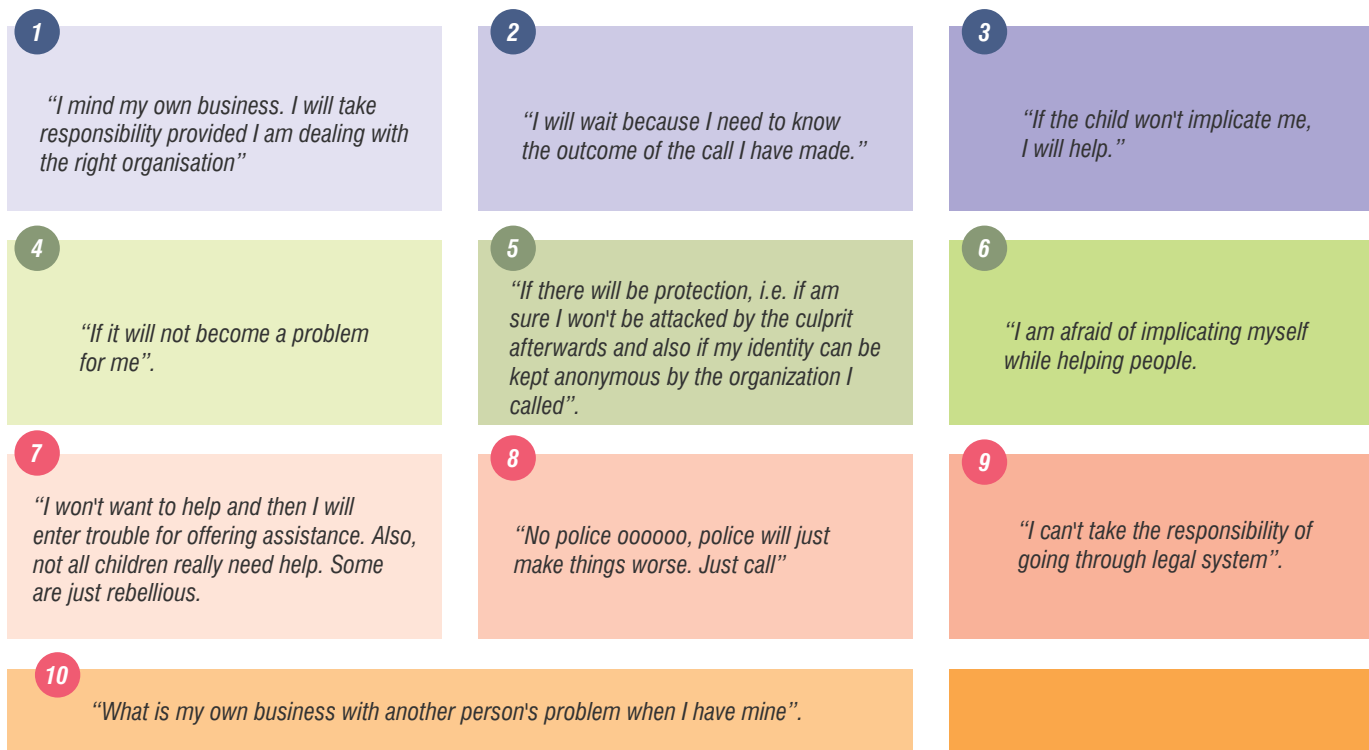 1
“I mind my own business. I will take
responsibility provided I am dealing with
the right organisation”
2
“I will wait because I need to know
the outcome of the call I have made.”
3
“If the child won't implicate me,
I will help.”
4
“If it will not become a problem
for me”.
5
“If there will be protection, i.e. if am
sure I won't be attacked by the culprit
afterwards and also if my identity can be
kept anonymous by the organization I
called”.
6
“I am afraid of implicating myself
while helping people.
7
“I won't want to help and then I will
enter trouble for offering assistance. Also,
not all children really need help. Some
are just rebellious.
8
“No police oooooo, police will just
make things worse. Just call”
9
“I can't take the responsibility of
going through legal system”.
10
“What is my own business with another person's problem when I have mine”.